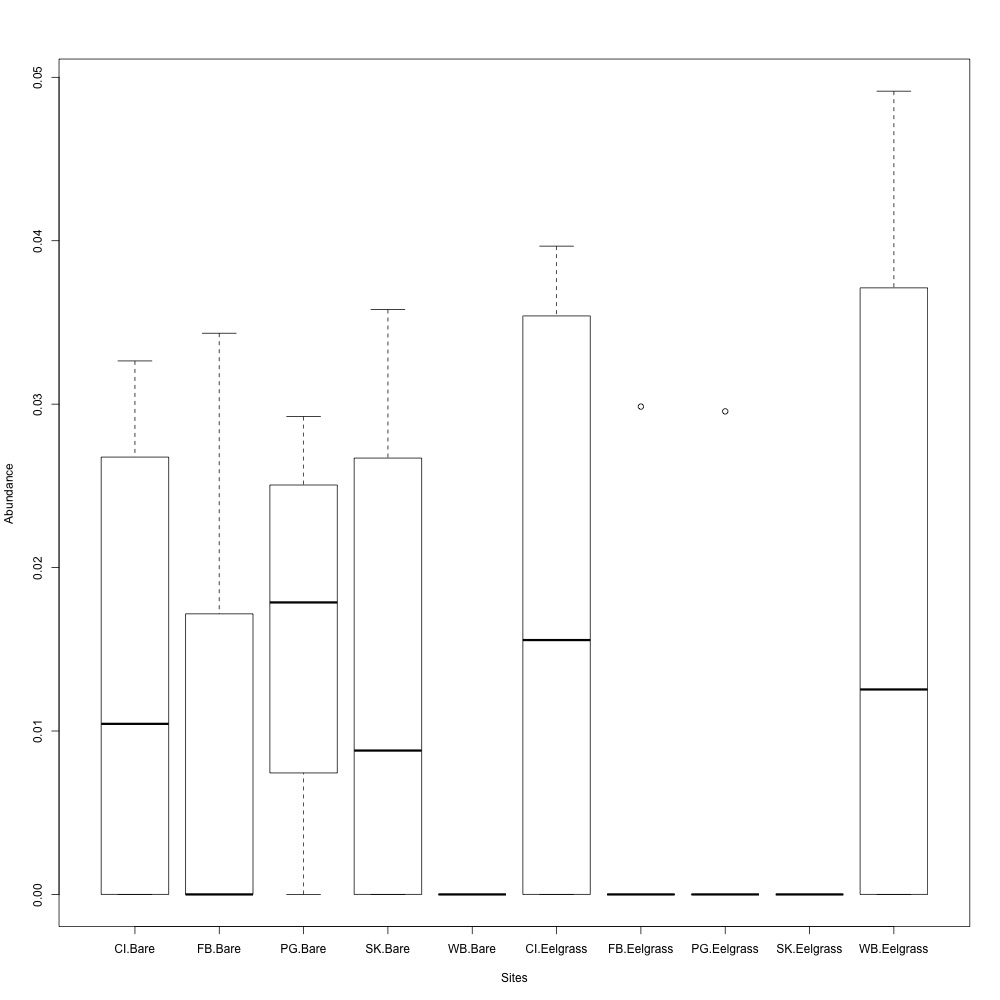 0.05
0.04
0.03
0.02
0.01
0.00
Abundance
CI.Bare FB.Bare PG.Bare SK.Bare WB.Bare CI.Eelgrass FB.Eelgrass PG.Eelgrass SK.Eelgrass WB.Eelgrass
Sites